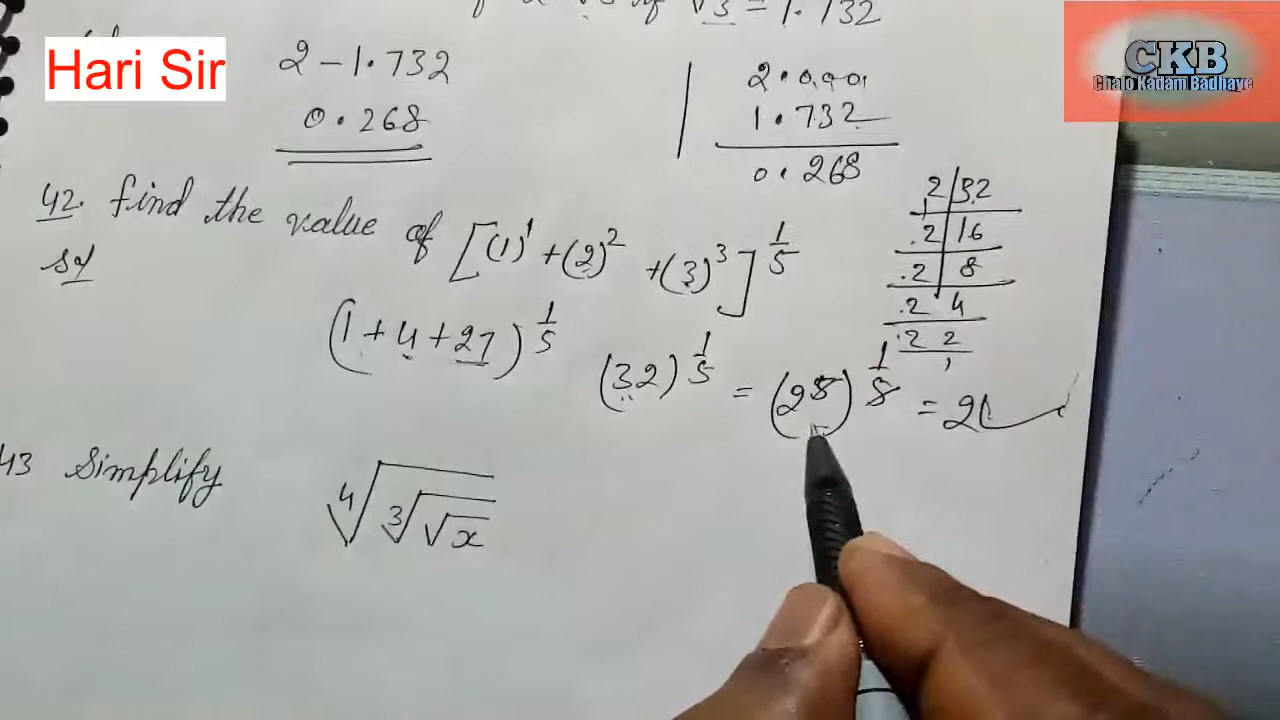 √3 = 1.732
Hari Sir
CKB
Chalo Kadam Badhaye
2 - 1.732
0.268
2.000
1.732
0.268
42. find the value of [(1)^1 + (2)^2 + (3)^3]^1/5
(1 + 4 + 27)^1/5
(32)^1/5 = (2^5)^1/5 = 2
2 32
2 16
2 8
2 4
2 2
1
43 Simplify ⁴√³√√x